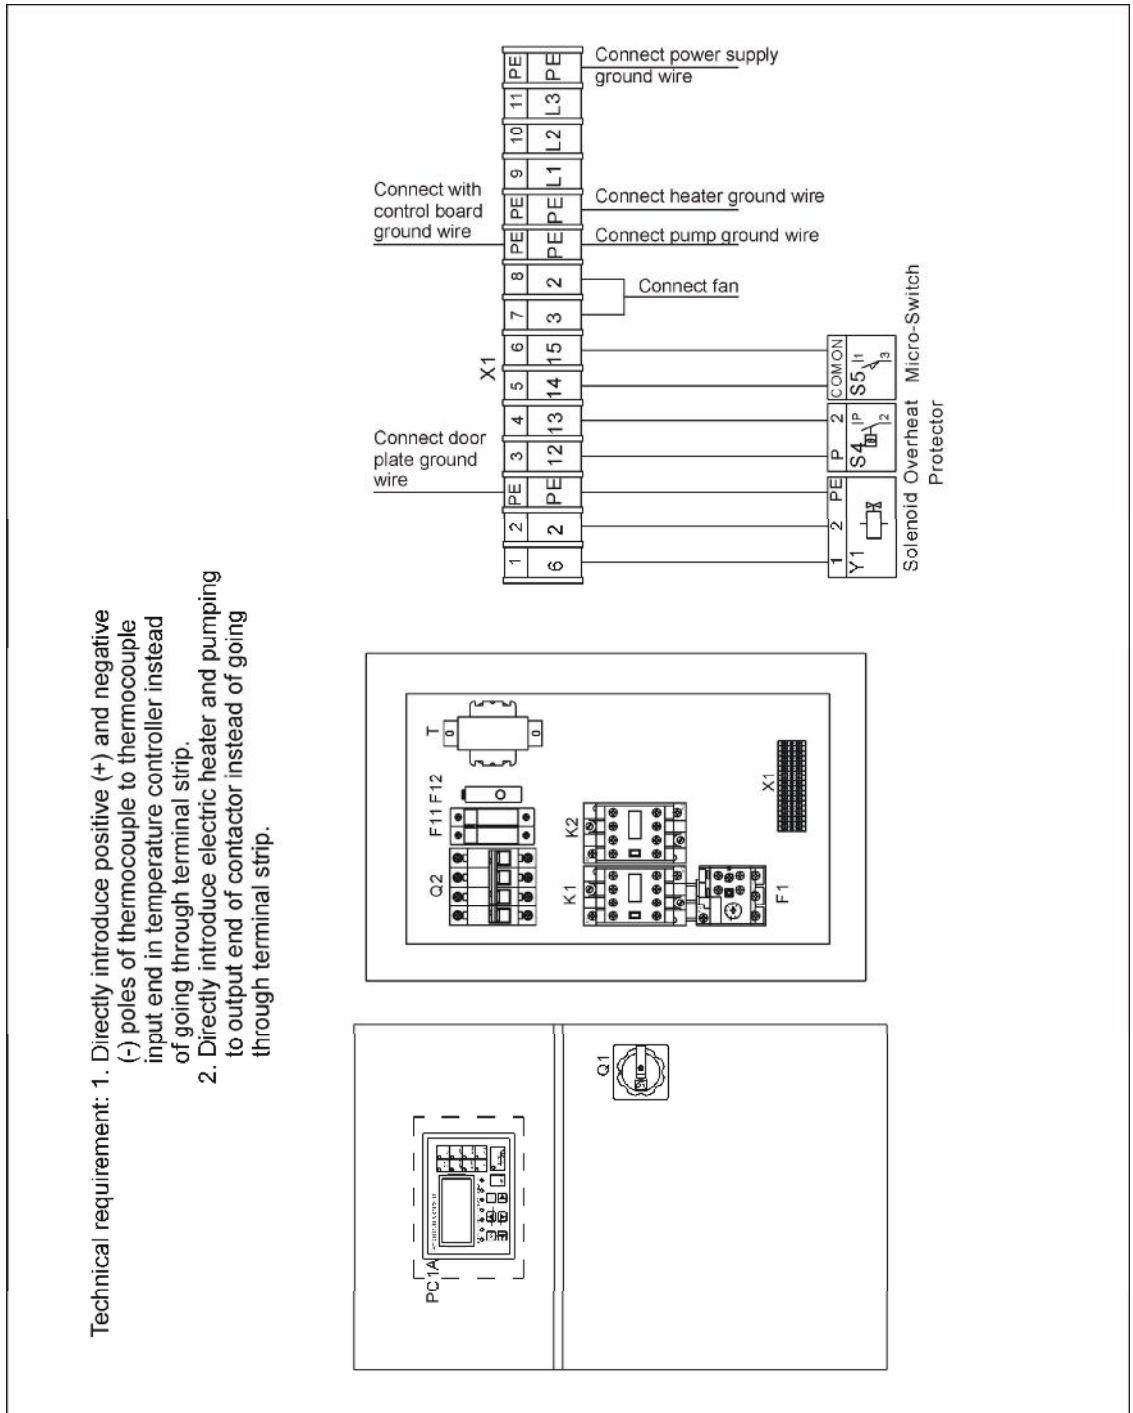 Technical requirement: 1. Directly introduce positive (+) and negative
(-) poles of thermocouple to thermocouple
input end in temperature controller instead
of going through terminal strip.
2. Directly introduce electric heater and pumping
to output end of contactor instead of going
through terminal strip.
Connect power supply
ground wire
Connect with
control board
ground wire
Connect heater ground wire
Connect pump ground wire
Connect fan
Connect door
plate ground
wire
X1
PE PE
11 L3
10 L2
9 L1
PE PE
PE PE
8 2
7 3
6 15
5 14
4 13
3 12
PE PE
2 2
1 6
COMON
S5 1 3
Micro-Switch
P 2
S4 P 2
Overheat
Protector
1 2 PE
Y1
Solenoid
T
F11 F12
Q2
K2
K1
F1
X1
Q1
PC1A